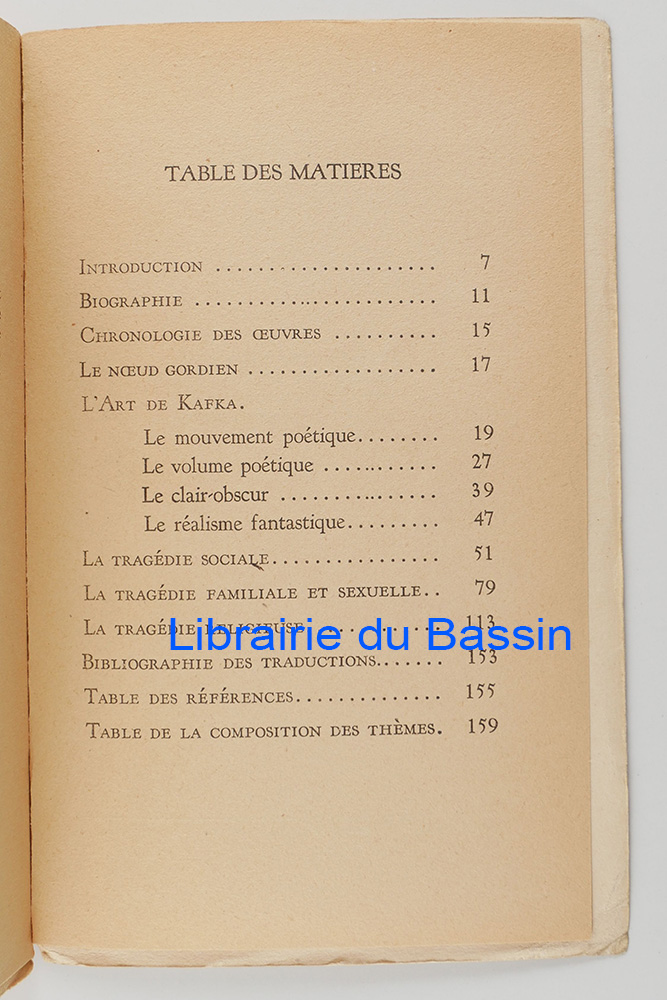 TABLE DES MATIERES
INTRODUCTION ...................... 7
BIOGRAPHIE ........................ 11
CHRONOLOGIE DES ŒUVRES .......... 15
LE NŒUD GORDIEN .................. 17
L'ART DE KAFKA.
Le mouvement poétique........ 19
Le volume poétique ........... 27
Le clair-obscur ............... 39
Le réalisme fantastique......... 47
LA TRAGÉDIE SOCIALE................ 51
LA TRAGÉDIE FAMILIALE ET SEXUELLE.. 79
LA TRAGÉDIE RELIGIEUSE ............ 113
Librairie du Bassin
BIBLIOGRAPHIE DES TRADUCTIONS....... 153
TABLE DES RÉFÉRENCES.............. 155
TABLE DE LA COMPOSITION DES THÈMES. 159